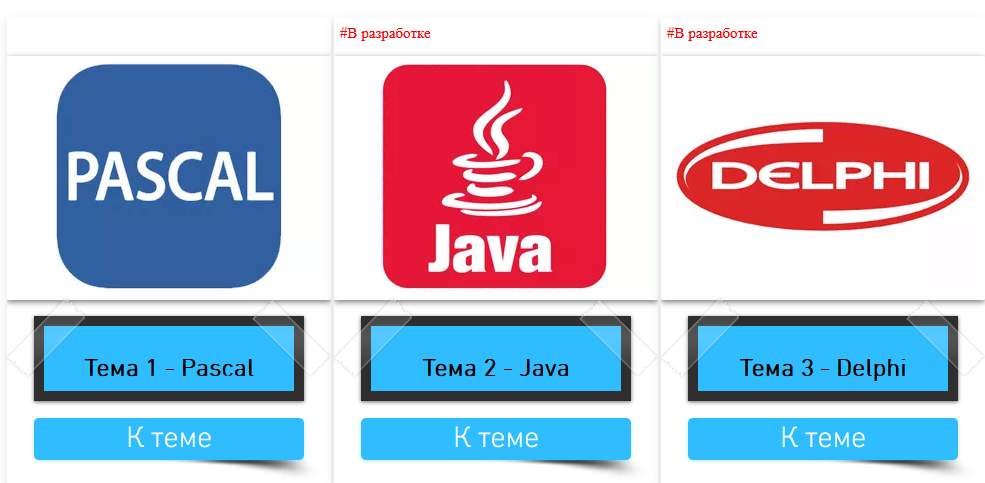 #В разработке
#В разработке
PASCAL
Java
DELPHI
Тема 1 - Pascal
Тема 2 - Java
Тема 3 - Delphi
К теме
К теме
К теме